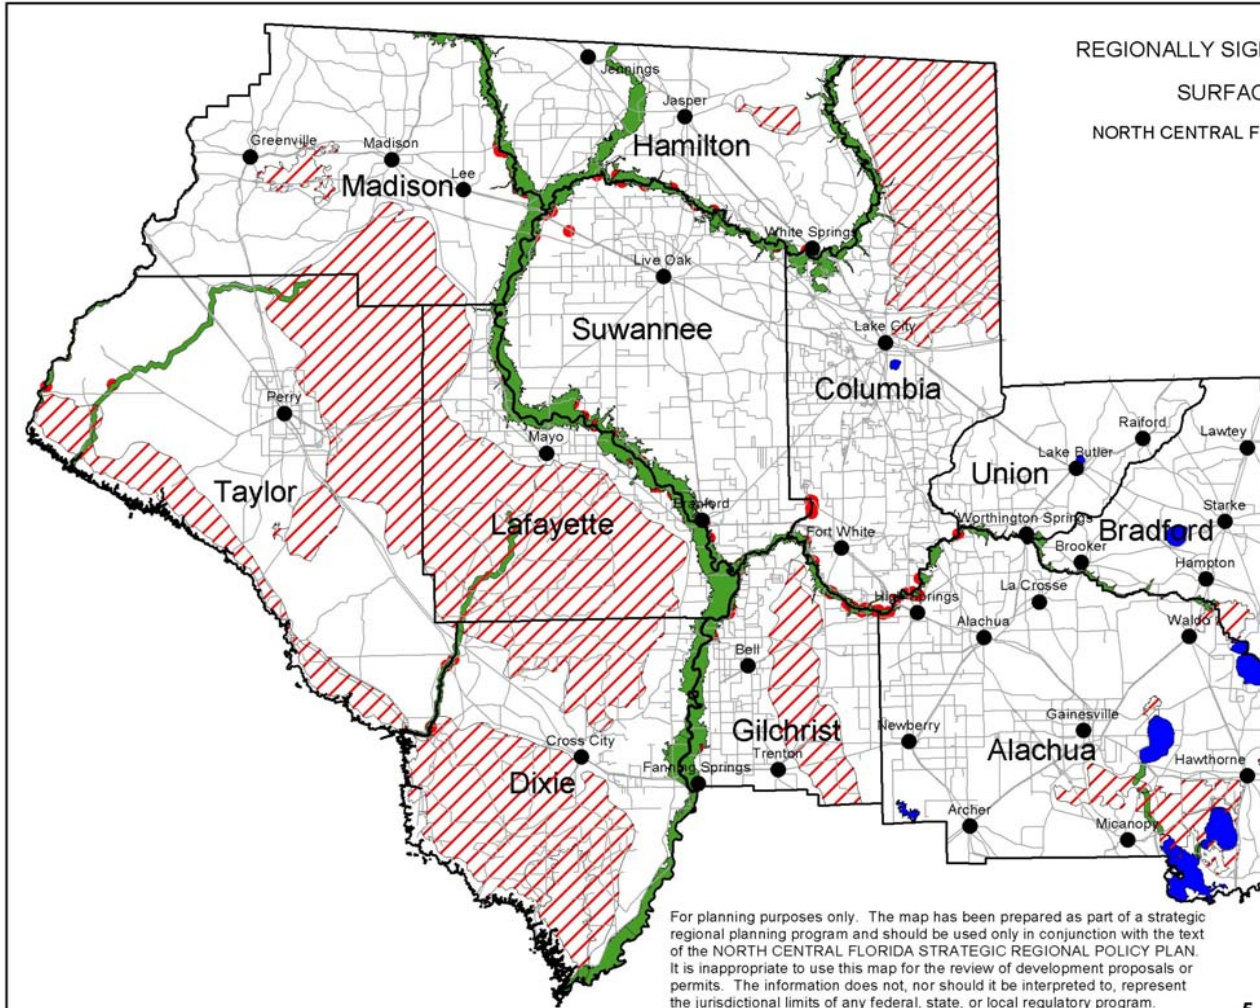 REGIONALLY SIG
SURFAC
NORTH CENTRAL F
Jennings
Jasper
Hamilton
Greenville
Madison
Lee
Madison
White Springs
Live Oak
Suwannee
Lake City
Columbia
Perry
Mayo
Taylor
Lafayette
Branford
Fort White
Raiford
Lawtey
Lake Butler
Union
Worthington Springs
Bradford
Starke
Brooker
Hampton
La Crosse
High Springs
Alachua
Waldo
Bell
Gilchrist
Trenton
Newberry
Gainesville
Alachua
Hawthorne
Cross City
Dixie
Fanning Springs
Archer
Micanopy
For planning purposes only. The map has been prepared as part of a strategic
regional planning program and should be used only in conjunction with the text
of the NORTH CENTRAL FLORIDA STRATEGIC REGIONAL POLICY PLAN.
It is inappropriate to use this map for the review of development proposals or
permits. The information does not, nor should it be interpreted to, represent
the jurisdictional limits of any federal, state, or local regulatory program.